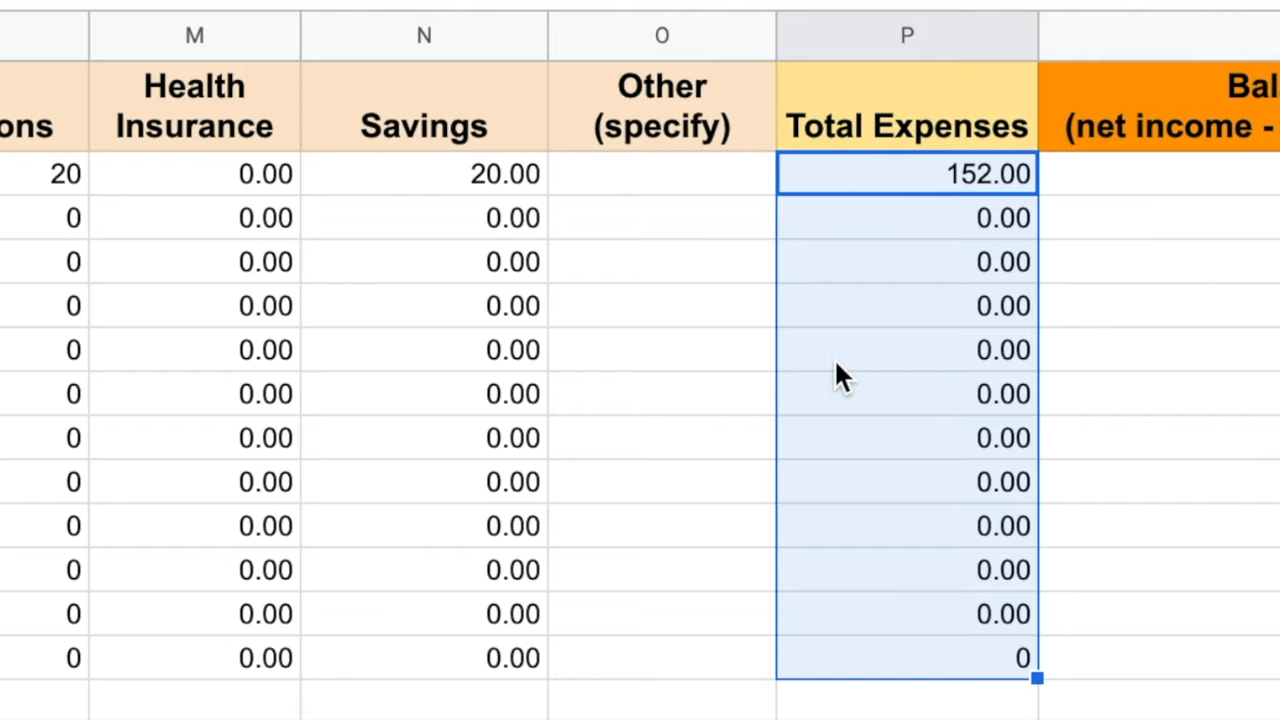 M N O P
Health Other Bal
ons Insurance Savings (specify) Total Expenses (net income -
20 0.00 20.00 152.00
0 0.00 0.00 0.00
0 0.00 0.00 0.00
0 0.00 0.00 0.00
0 0.00 0.00 0.00
0 0.00 0.00 0.00
0 0.00 0.00 0.00
0 0.00 0.00 0.00
0 0.00 0.00 0.00
0 0.00 0.00 0.00
0 0.00 0.00 0.00
0 0.00 0.00 0